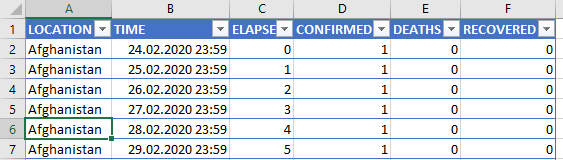 A B C D E F
1 LOCATION TIME ELAPSE CONFIRMED DEATHS RECOVERED
2 Afghanistan 24.02.2020 23:59 0 1 0 0
3 Afghanistan 25.02.2020 23:59 1 1 0 0
4 Afghanistan 26.02.2020 23:59 2 1 0 0
5 Afghanistan 27.02.2020 23:59 3 1 0 0
6 Afghanistan 28.02.2020 23:59 4 1 0 0
7 Afghanistan 29.02.2020 23:59 5 1 0 0